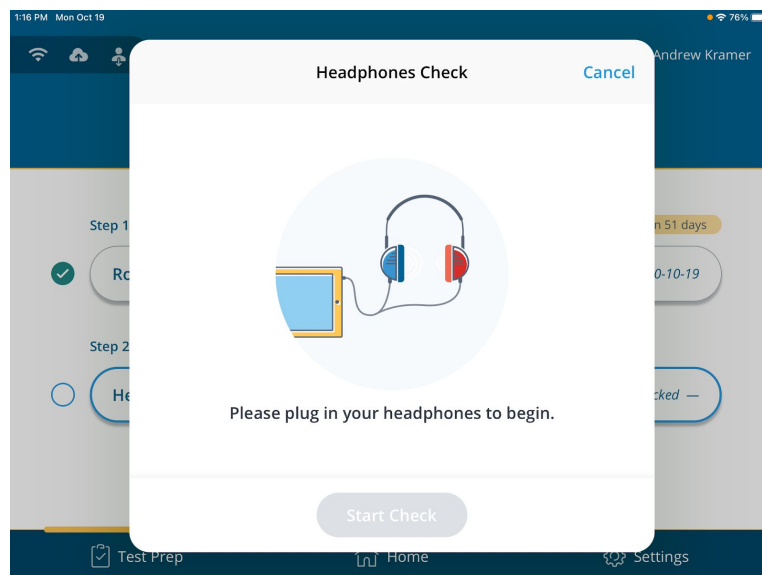 1:16 PM Mon Oct 19
76%
Andrew Kramer
Headphones Check
Cancel
Step 1
n 51 days
0-10-19
Step 2
He
cked —
Please plug in your headphones to begin.
Start Check
Test Prep
Home
Settings